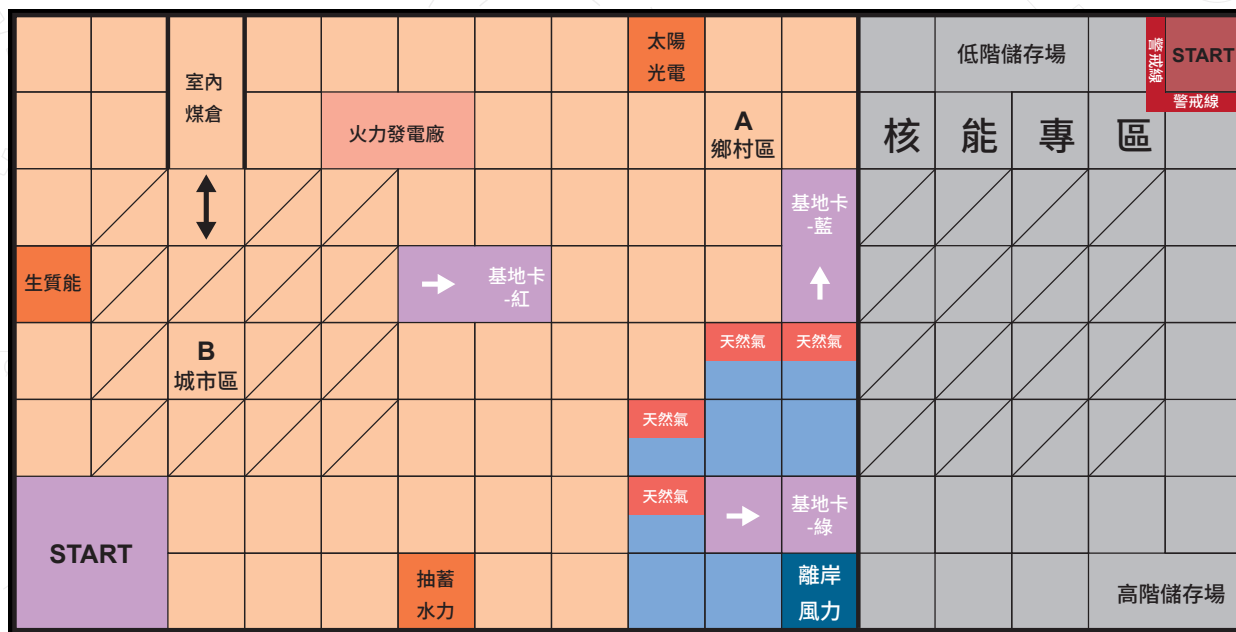 太陽
光電
低階儲存場
警戒線
START
室內
煤倉
警戒線
火力發電廠
A
鄉村區
核能專區
基地卡
-藍
生質能
基地卡
-紅
B
城市區
天然氣
天然氣
天然氣
START
天然氣
基地卡
-綠
抽蓄
水力
離岸
風力
高階儲存場